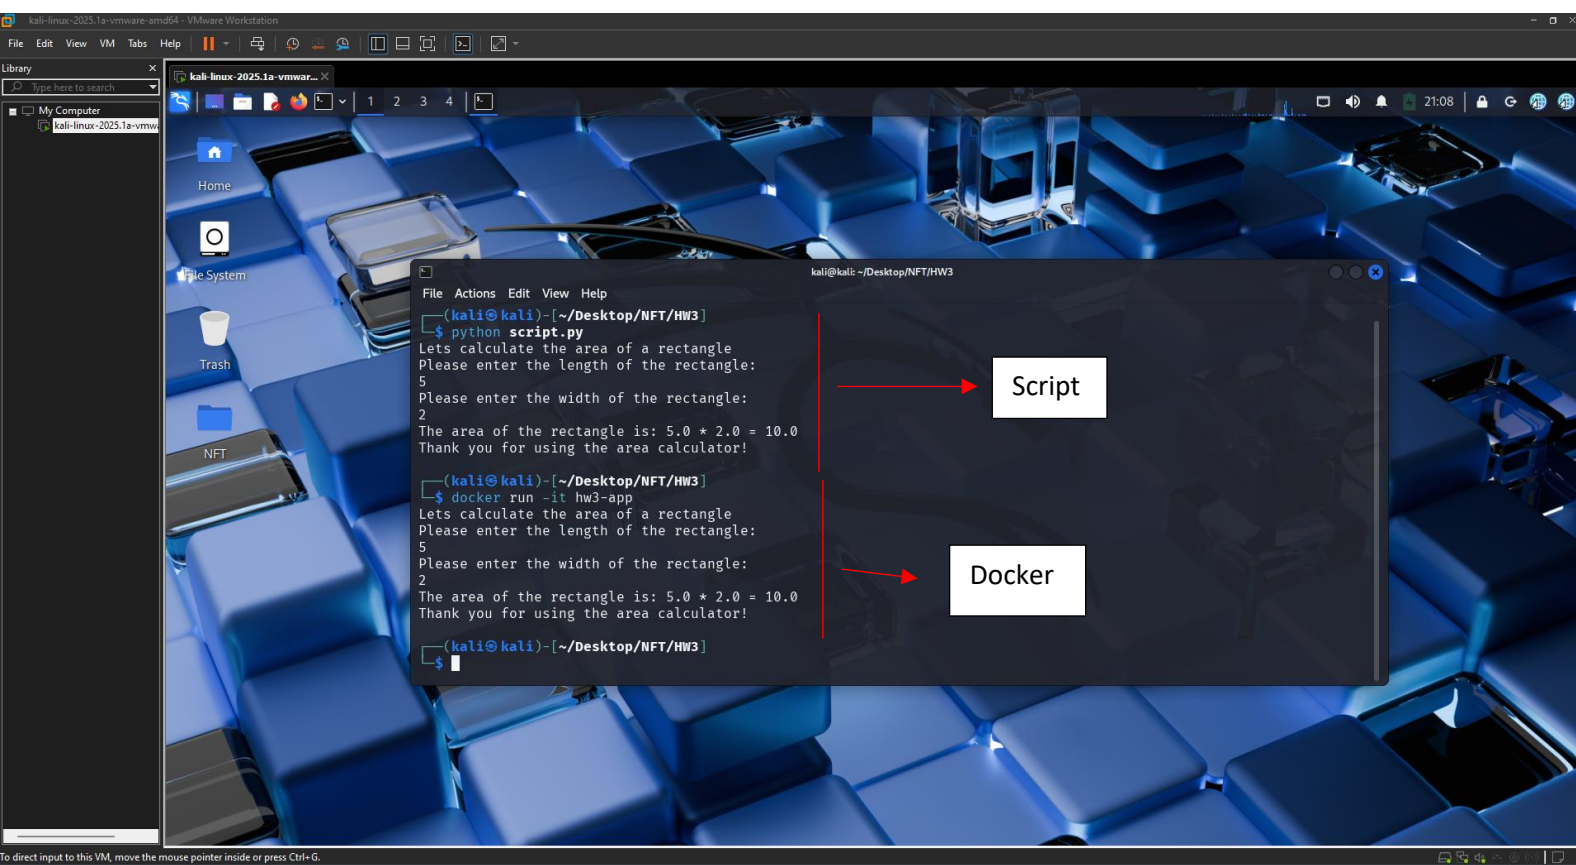 kali-linux-2025.1a-vmware-amd64 - VMware Workstation
File Edit View VM Tabs Help
Library
Type here to search
My Computer
kali-linux-2025.1a-vmwa
kali-linux-2025.1a-vmwar...
1 2 3 4
21:08
Home
File System
Trash
NFT
kali@kali: ~/Desktop/NFT/HW3
File Actions Edit View Help
(kali㉿kali)-[~/Desktop/NFT/HW3]
$ python script.py
Lets calculate the area of a rectangle
Please enter the length of the rectangle:
5
Please enter the width of the rectangle:
2
The area of the rectangle is: 5.0 * 2.0 = 10.0
Thank you for using the area calculator!
(kali㉿kali)-[~/Desktop/NFT/HW3]
$ docker run -it hw3-app
Lets calculate the area of a rectangle
Please enter the length of the rectangle:
5
Please enter the width of the rectangle:
2
The area of the rectangle is: 5.0 * 2.0 = 10.0
Thank you for using the area calculator!
(kali㉿kali)-[~/Desktop/NFT/HW3]
$
Script
Docker
To direct input to this VM, move the mouse pointer inside or press Ctrl+G.